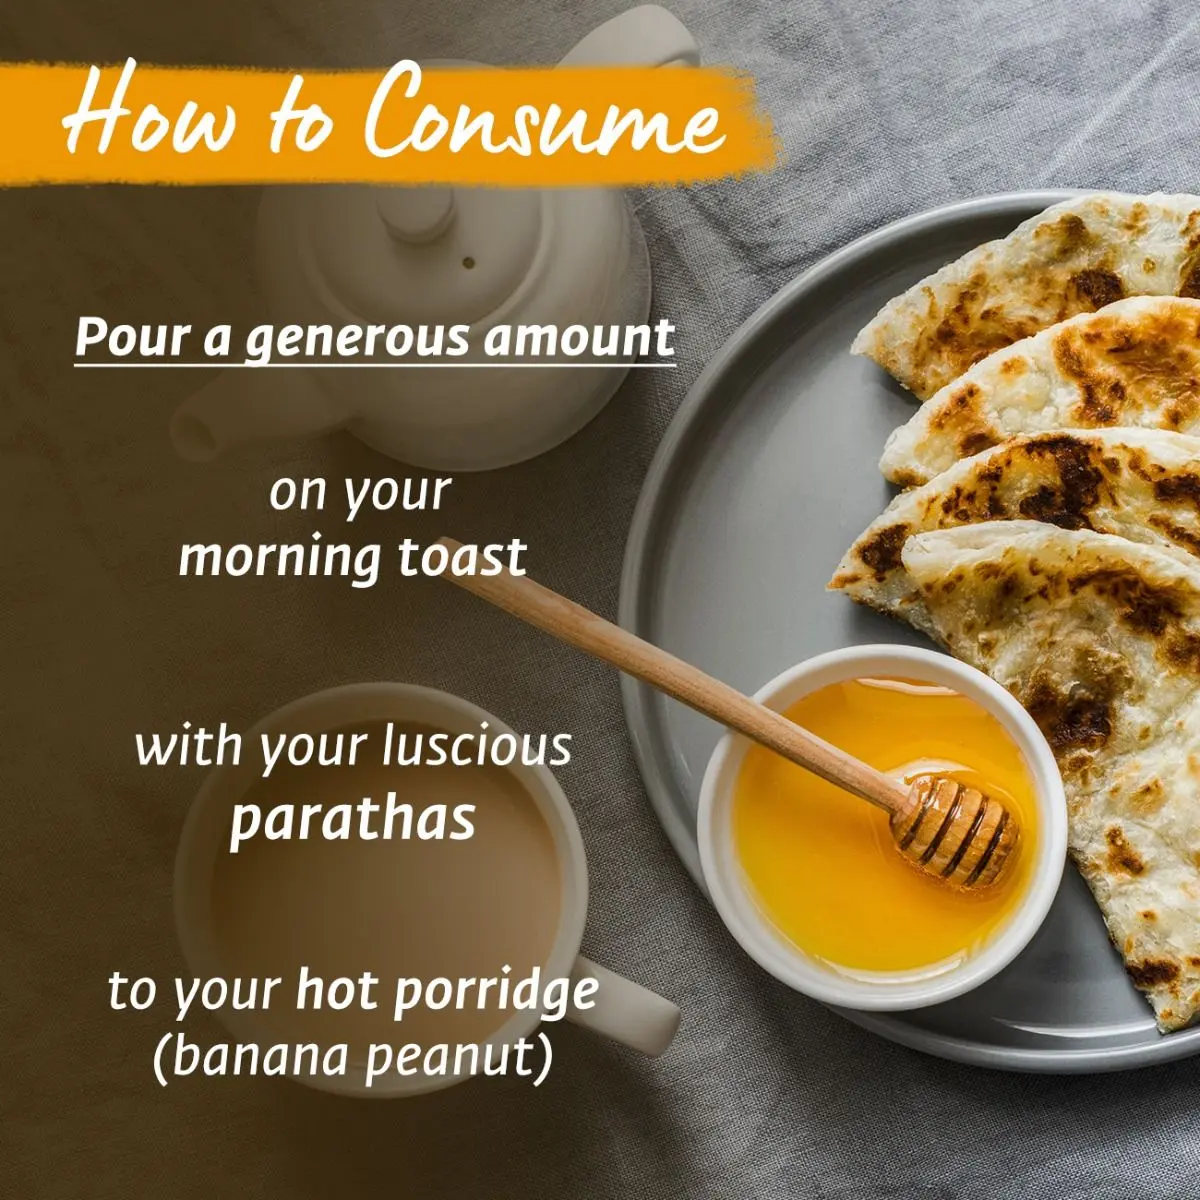 How to Consume
Pour a generous amount
on your
morning toast
with your luscious
parathas
to your hot porridge
(banana peanut)